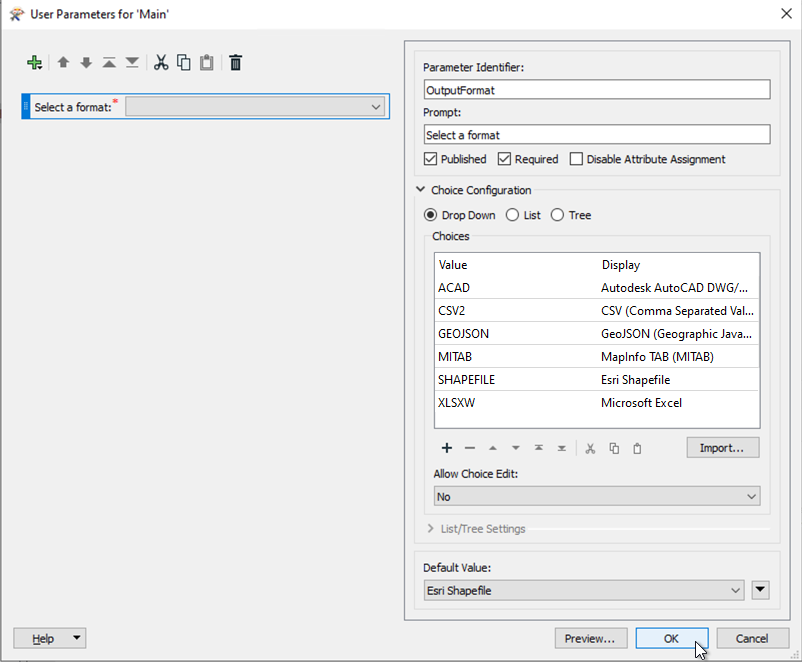 User Parameters for 'Main'
Select a format:*
Parameter Identifier:
OutputFormat
Prompt:
Select a format
Published Required Disable Attribute Assignment
Choice Configuration
Drop Down List Tree
Choices
Value Display
ACAD Autodesk AutoCAD DWG/...
CSV2 CSV (Comma Separated Val...
GEOJSON GeoJSON (Geographic Java...
MITAB MapInfo TAB (MITAB)
SHAPEFILE Esri Shapefile
XLSXW Microsoft Excel
Import...
Allow Choice Edit:
No
List/Tree Settings
Default Value:
Esri Shapefile
Help Preview... OK Cancel